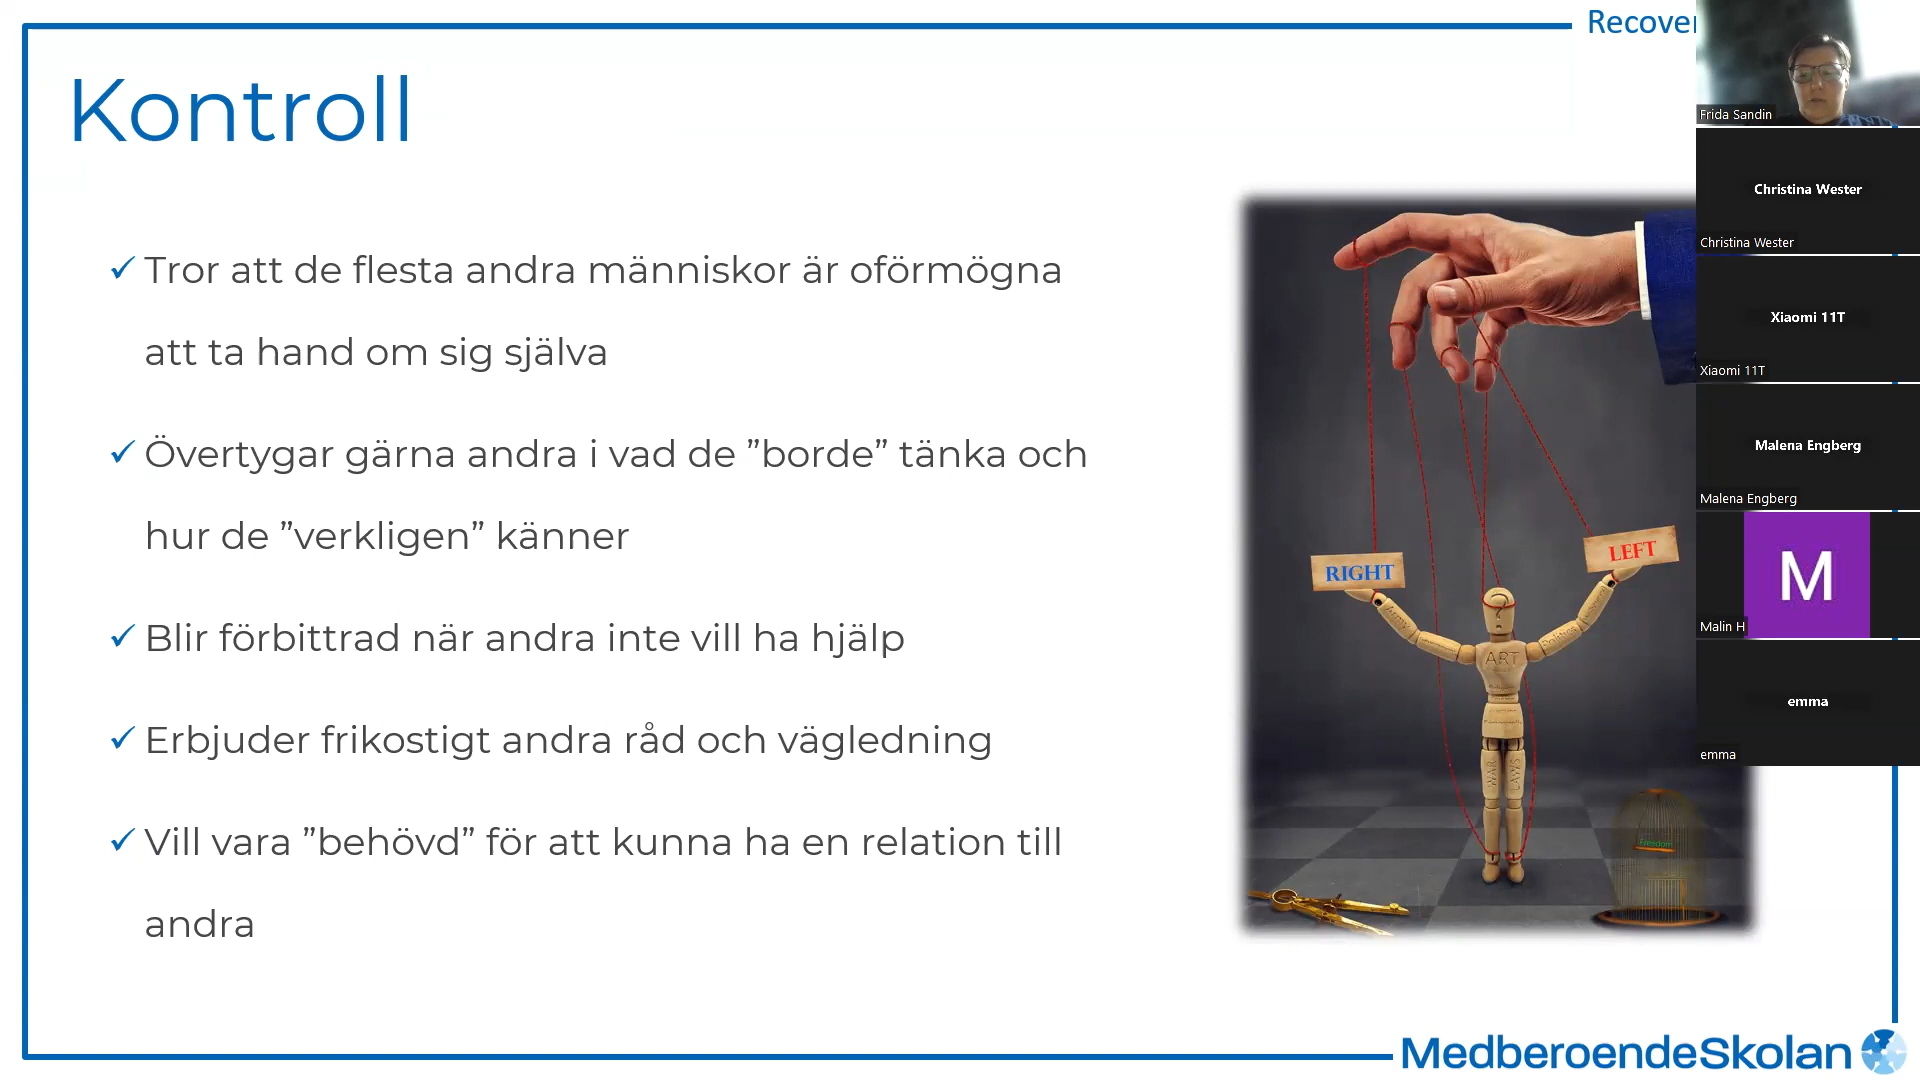 Recover
Kontroll
✓ Tror att de flesta andra människor är oförmögna
att ta hand om sig själva
✓ Övertygar gärna andra i vad de ”borde” tänka och
hur de ”verkligen” känner
✓ Blir förbittrad när andra inte vill ha hjälp
✓ Erbjuder frikostigt andra råd och vägledning
✓ Vill vara ”behövd” för att kunna ha en relation till
andra
RIGHT
LEFT
ART
WAR
LAWS
Freedom
MedberoendeSkolan
Frida Sandin
Christina Wester
Christina Wester
Xiaomi 11T
Xiaomi 11T
Malena Engberg
Malena Engberg
M
Malin H
emma
emma